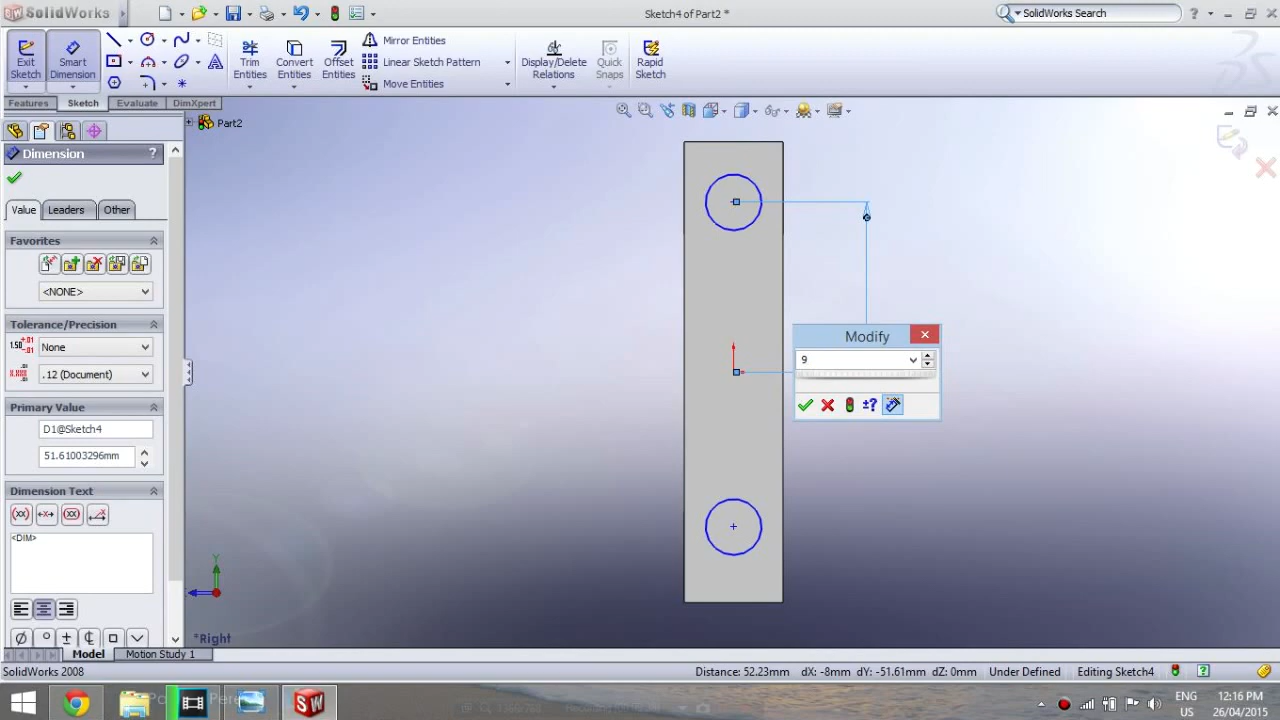 SolidWorks
Sketch4 of Part2 *
SolidWorks Search
Exit Sketch
Smart Dimension
Mirror Entities
Linear Sketch Pattern
Move Entities
Trim Entities
Convert Entities
Offset Entities
Display/Delete Relations
Quick Snaps
Rapid Sketch
Features
Sketch
Evaluate
DimXpert
Part2
Dimension
?
Value
Leaders
Other
Favorites
<NONE>
Tolerance/Precision
None
.12 (Document)
Primary Value
D1@Sketch4
51.61003296mm
Dimension Text
<DIM>
Modify
9
Y
*Right
Model
Motion Study 1
SolidWorks 2008
Distance: 52.23mm dX: -8mm dY: -51.61mm dZ: 0mm
Under Defined
Editing Sketch4
ENG
US
12:16 PM
26/04/2015